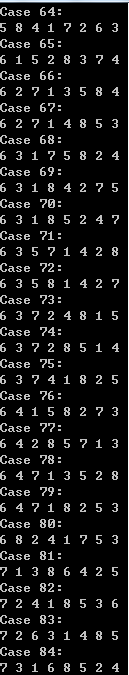 Case 64:
5 8 4 1 7 2 6 3
Case 65:
6 1 5 2 8 3 7 4
Case 66:
6 2 7 1 3 5 8 4
Case 67:
6 2 7 1 4 8 5 3
Case 68:
6 3 1 7 5 8 2 4
Case 69:
6 3 1 8 4 2 7 5
Case 70:
6 3 1 8 5 2 4 7
Case 71:
6 3 5 7 1 4 2 8
Case 72:
6 3 5 8 1 4 2 7
Case 73:
6 3 7 2 4 8 1 5
Case 74:
6 3 7 2 8 5 1 4
Case 75:
6 3 7 4 1 8 2 5
Case 76:
6 4 1 5 8 2 7 3
Case 77:
6 4 2 8 5 7 1 3
Case 78:
6 4 7 1 3 5 2 8
Case 79:
6 4 7 1 8 2 5 3
Case 80:
6 8 2 4 1 7 5 3
Case 81:
7 1 3 8 6 4 2 5
Case 82:
7 2 4 1 8 5 3 6
Case 83:
7 2 6 3 1 4 8 5
Case 84:
7 3 1 6 8 5 2 4